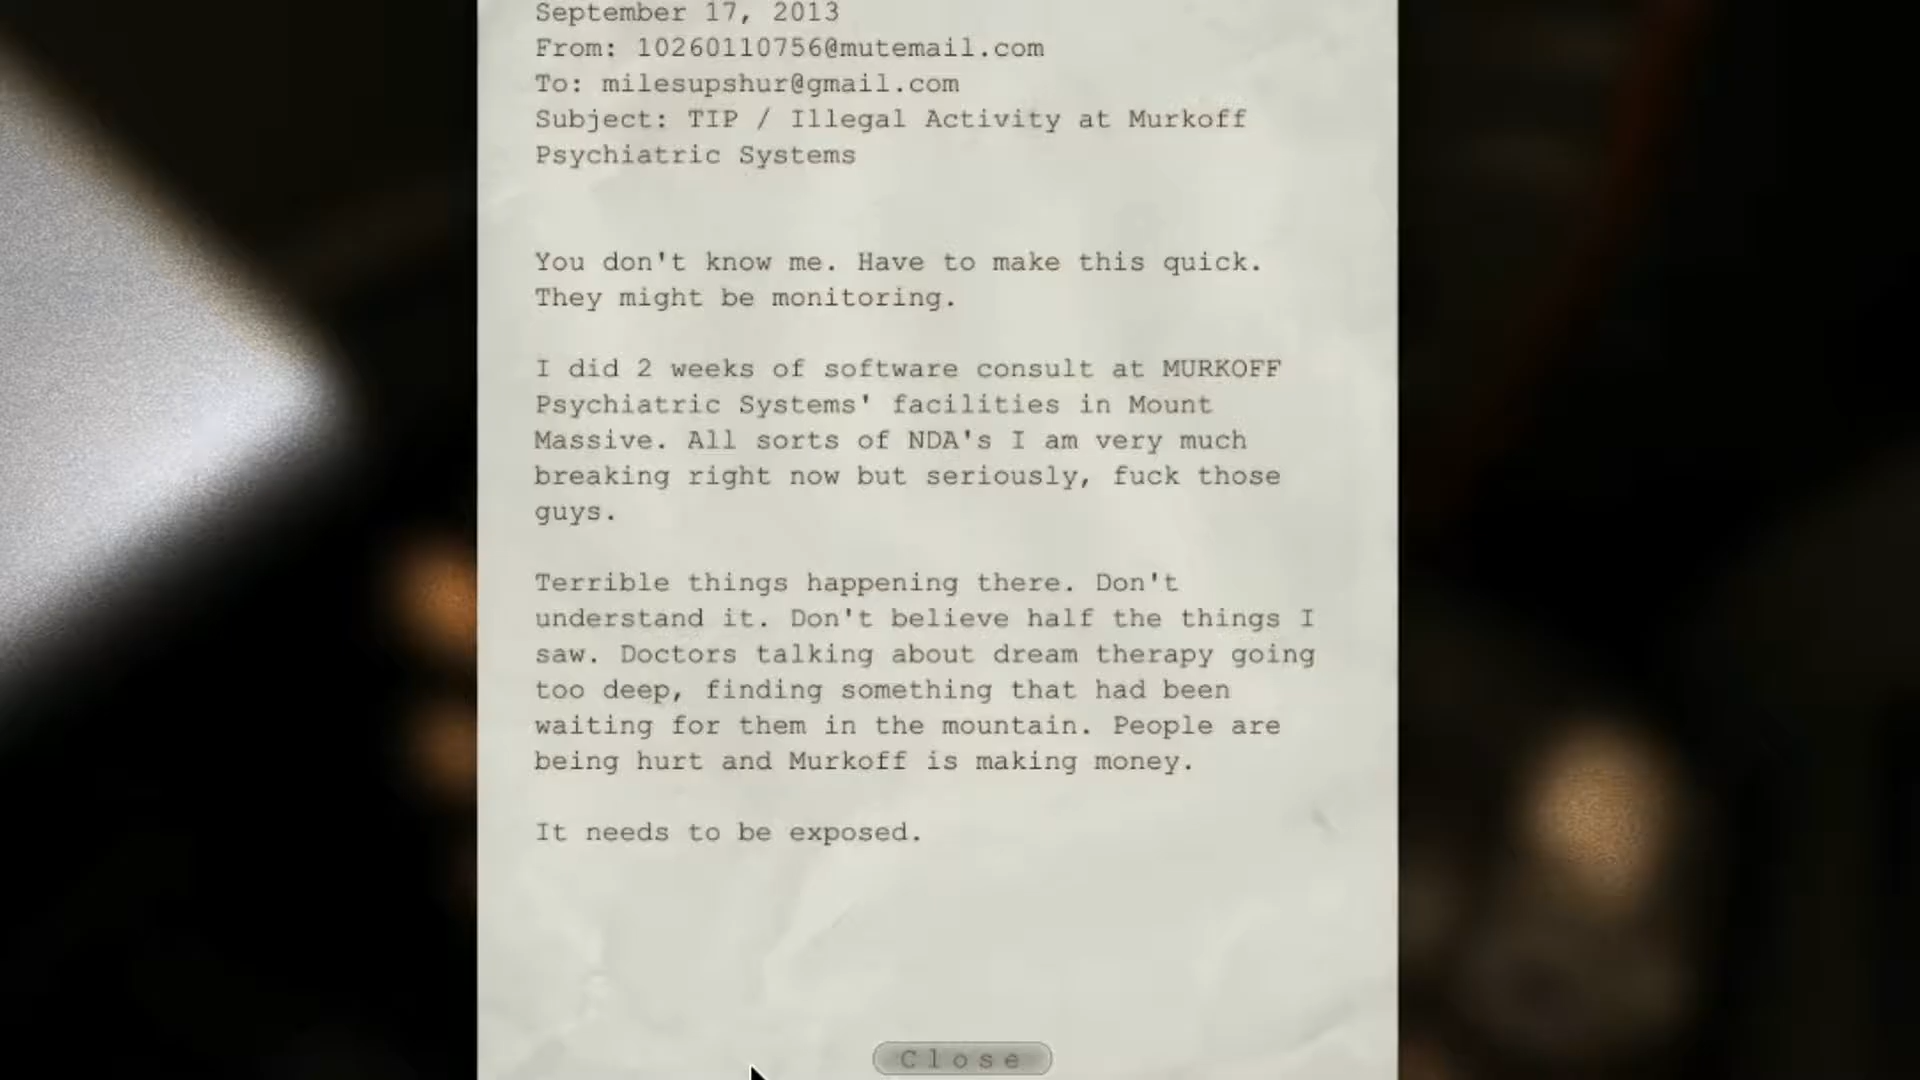 September 17, 2013
From: 10260110756@mutemail.com
To: milesupshur@gmail.com
Subject: TIP / Illegal Activity at Murkoff
Psychiatric Systems
You don't know me. Have to make this quick.
They might be monitoring.
I did 2 weeks of software consult at MURKOFF
Psychiatric Systems' facilities in Mount
Massive. All sorts of NDA's I am very much
breaking right now but seriously, fuck those
guys.
Terrible things happening there. Don't
understand it. Don't believe half the things I
saw. Doctors talking about dream therapy going
too deep, finding something that had been
waiting for them in the mountain. People are
being hurt and Murkoff is making money.
It needs to be exposed.
Close